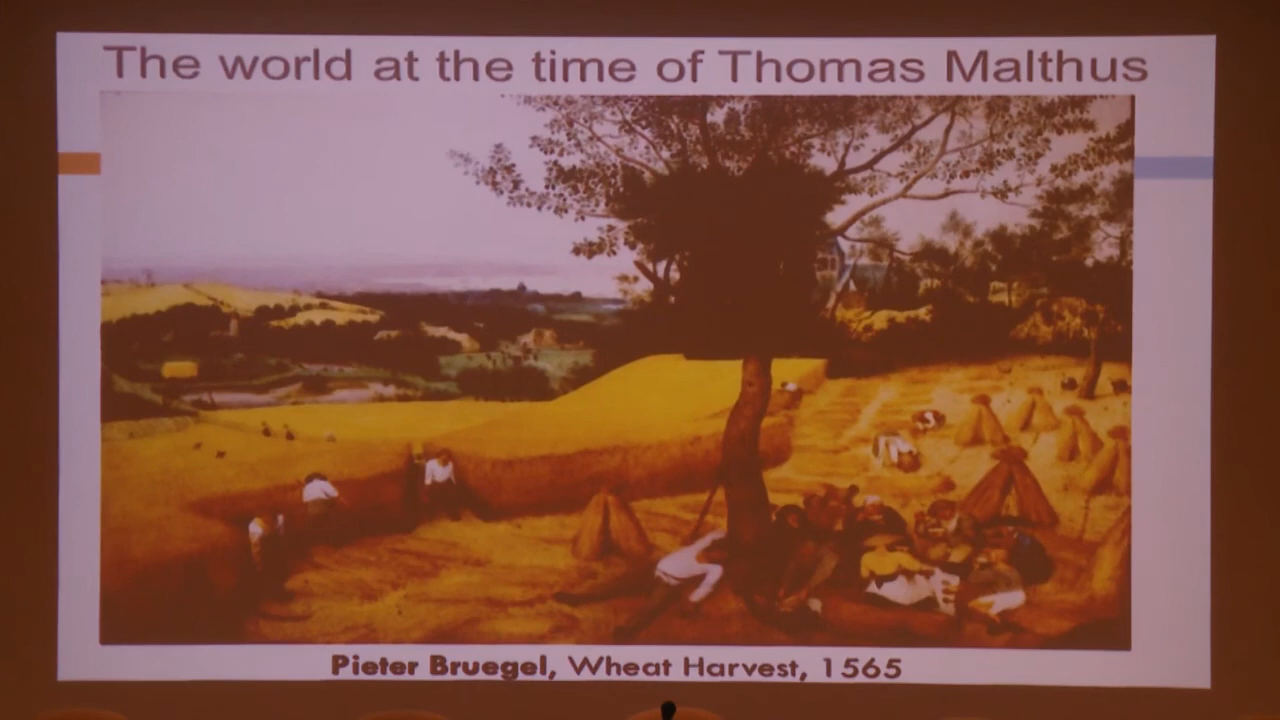 The world at the time of Thomas Malthus
Pieter Bruegel, Wheat Harvest, 1565